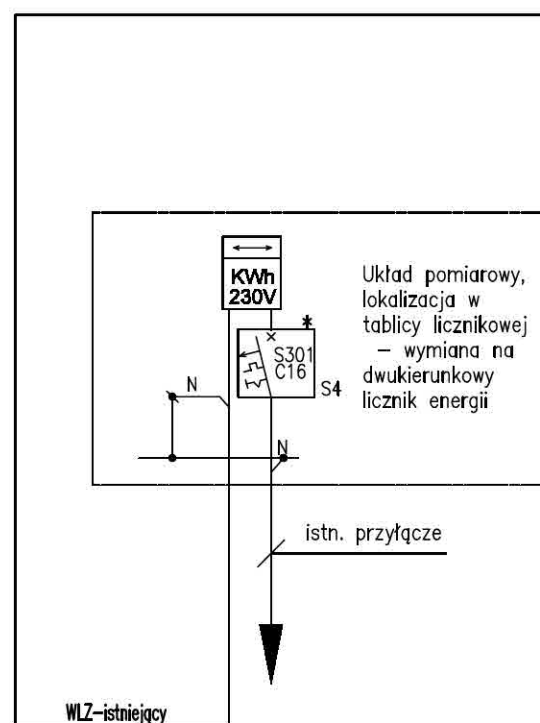 KWh
230V
Układ pomiarowy,
lokalizacja w
tablicy licznikowej
– wymiana na
dwukierunkowy
licznik energii
*
S301
C16
S4
N
N
istn. przyłącze
WLZ–istniejący